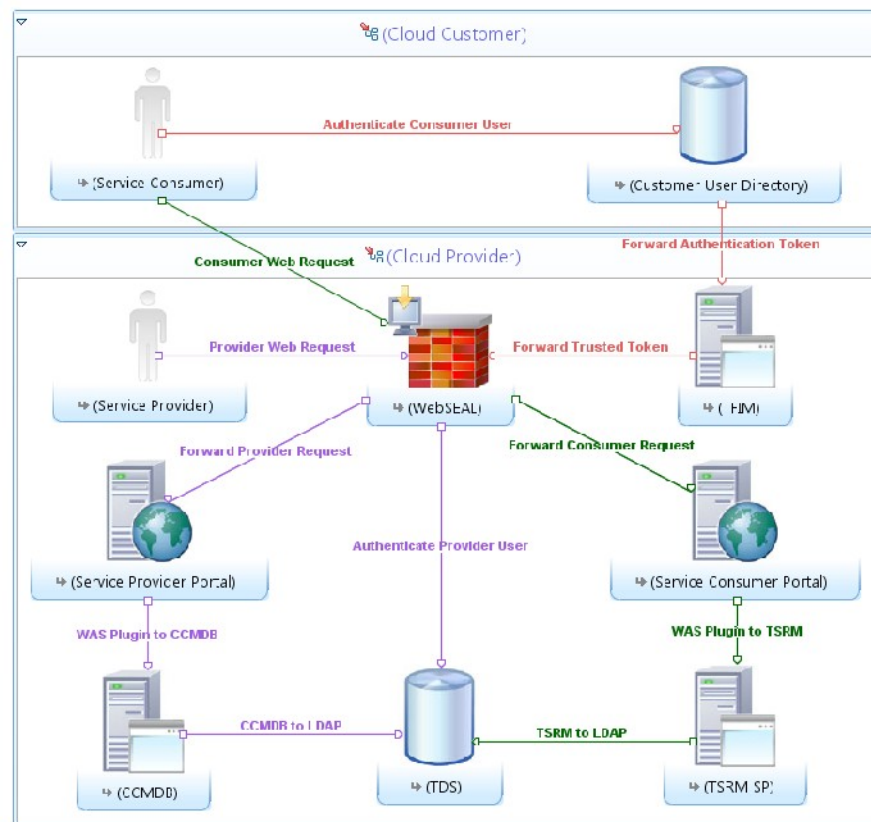 (Cloud Customer)
Authenticate Consumer User
(Service Consumer)
(Customer User Directory)
Forward Authentication Token
Consumer Web Request
(Cloud Provider)
Provider Web Request
Forward Trusted Token
(Service Provider)
(WebSEAL)
(TFIM)
Forward Provider Request
Forward Consumer Request
Authenticate Provider User
(Service Provider Portal)
(Service Consumer Portal)
WAS Plugin to CCMDB
WAS Plugin to TSRM
CCMDB to LDAP
TSRM to LDAP
(CCMDB)
(TDS)
(TSRM SP)